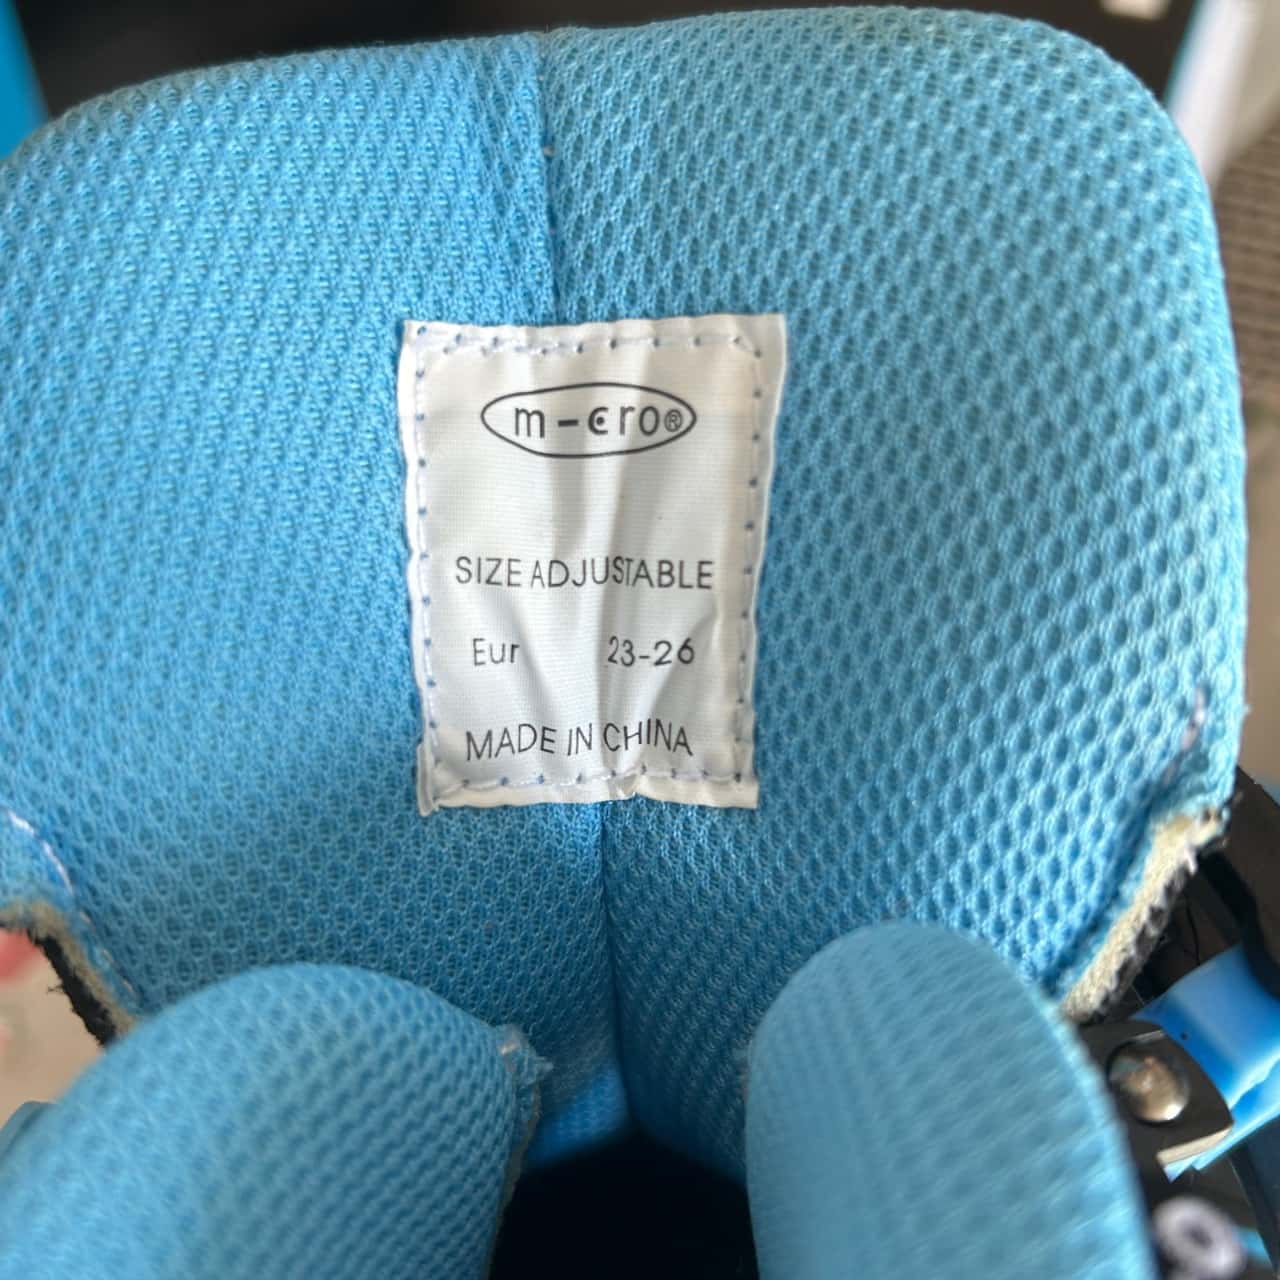 m-cro®
SIZE ADJUSTABLE
Eur 23-26
MADE IN CHINA